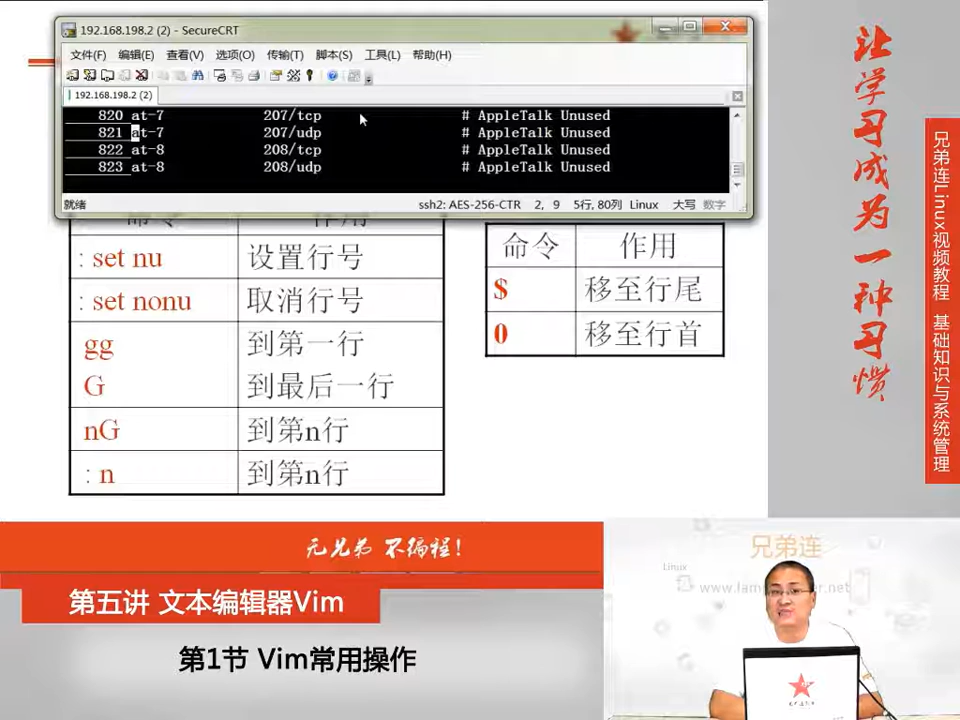 192.168.198.2 (2) - SecureCRT
文件(F) 编辑(E) 查看(V) 选项(O) 传输(T) 脚本(S) 工具(L) 帮助(H)
192.168.198.2 (2)
820 at-7 207/tcp # AppleTalk Unused
821 at-7 207/udp # AppleTalk Unused
822 at-8 208/tcp # AppleTalk Unused
823 at-8 208/udp # AppleTalk Unused
就绪 ssh2: AES-256-CTR 2, 9 5行, 80列 Linux 大写 数字
命令 作用
: set nu 设置行号
: set nonu 取消行号
gg 到第一行
G 到最后一行
nG 到第n行
: n 到第n行
命令 作用
$ 移至行尾
0 移至行首
让学习成为一种习惯
兄弟连Linux视频教程 基础知识与系统管理
无兄弟 不编程!
第五讲 文本编辑器Vim
第1节 Vim常用操作
兄弟连
Linux